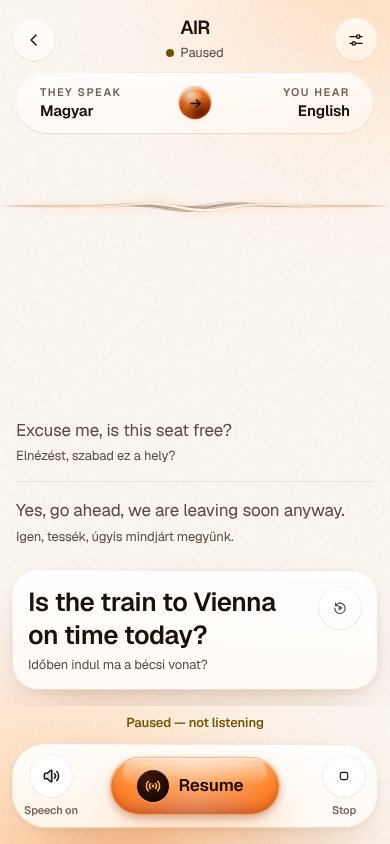 AIR
Paused
THEY SPEAK
Magyar
YOU HEAR
English
Excuse me, is this seat free?
Elnézést, szabad ez a hely?
Yes, go ahead, we are leaving soon anyway.
Igen, tessék, úgyis mindjárt megyünk.
Is the train to Vienna
on time today?
Időben indul ma a bécsi vonat?
Paused — not listening
Speech on
Resume
Stop